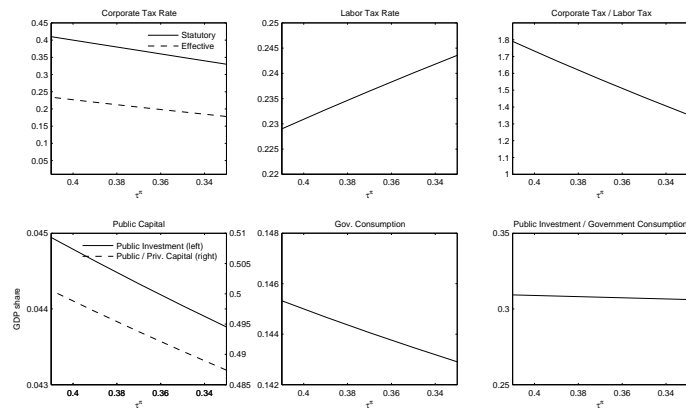 Corporate Tax Rate
0.45
0.4
0.35
0.3
0.25
0.2
0.15
0.1
0.05
Statutory
Effective
0.4 0.38 0.36 0.34
τπ
Labor Tax Rate
0.25
0.245
0.24
0.235
0.23
0.225
0.22
0.4 0.38 0.36 0.34
τπ
Corporate Tax / Labor Tax
1.8
1.7
1.6
1.5
1.4
1.3
1.2
1.1
1
0.4 0.38 0.36 0.34
τπ
Public Capital
GDP share
0.045
0.044
0.043
Public Investment (left)
Public / Priv. Capital (right)
0.51
0.505
0.5
0.495
0.49
0.485
0.4 0.38 0.36 0.34
τπ
Gov. Consumption
0.148
0.146
0.144
0.142
0.4 0.38 0.36 0.34
τπ
Public Investment / Government Consumption
0.35
0.3
0.25
0.4 0.38 0.36 0.34
τπ